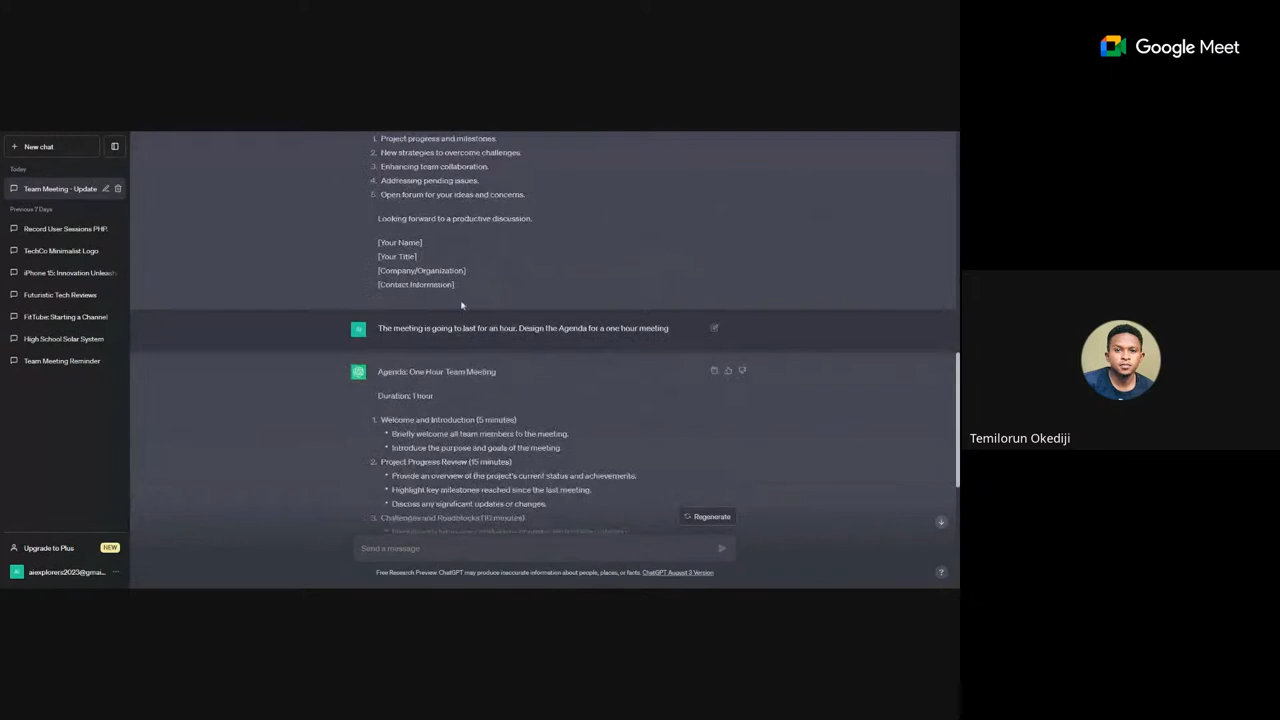 Google Meet
New chat
Today
Team Meeting - Update
Previous 7 Days
Record User Sessions PHP.
TechCo Minimalist Logo
iPhone 15: Innovation Unleash
Futuristic Tech Reviews
FitTube: Starting a Channel
High School Solar System
Team Meeting Reminder
Upgrade to Plus
NEW
aiexplorers2023@gmai...
1. Project progress and milestones.
2. New strategies to overcome challenges.
3. Enhancing team collaboration.
4. Addressing pending issues.
5. Open forum for your ideas and concerns.
Looking forward to a productive discussion.
[Your Name]
[Your Title]
[Company/Organization]
[Contact Information]
The meeting is going to last for an hour. Design the Agenda for a one hour meeting
Agenda: One Hour Team Meeting
Duration: 1 hour
1. Welcome and Introduction (5 minutes)
• Briefly welcome all team members to the meeting.
• Introduce the purpose and goals of the meeting.
2. Project Progress Review (15 minutes)
• Provide an overview of the project's current status and achievements.
• Highlight key milestones reached since the last meeting.
• Discuss any significant updates or changes.
3. Challenges and Roadblocks (10 minutes)
Regenerate
Send a message
Free Research Preview. ChatGPT may produce inaccurate information about people, places, or facts. ChatGPT August 3 Version
?
Temilorun Okediji